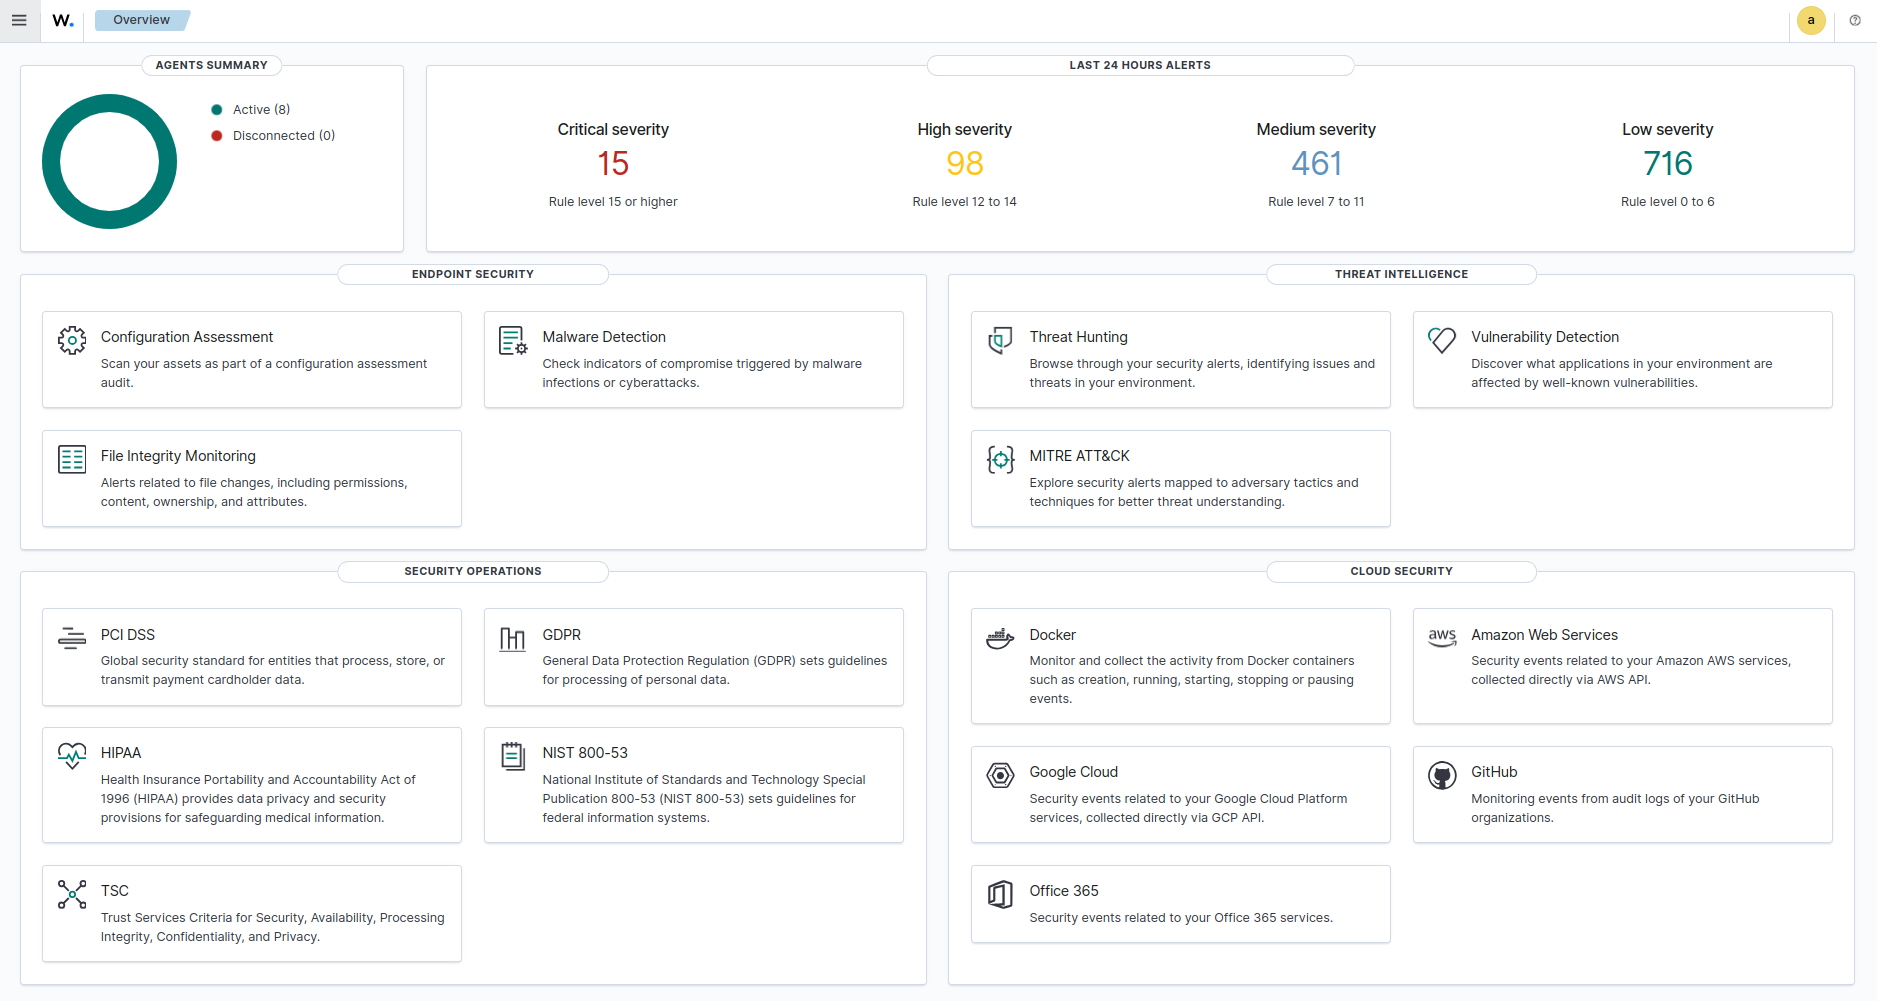 W.
Overview
a
AGENTS SUMMARY
Active (8)
Disconnected (0)
LAST 24 HOURS ALERTS
Critical severity
15
Rule level 15 or higher
High severity
98
Rule level 12 to 14
Medium severity
461
Rule level 7 to 11
Low severity
716
Rule level 0 to 6
ENDPOINT SECURITY
Configuration Assessment
Scan your assets as part of a configuration assessment
audit.
Malware Detection
Check indicators of compromise triggered by malware
infections or cyberattacks.
File Integrity Monitoring
Alerts related to file changes, including permissions,
content, ownership, and attributes.
THREAT INTELLIGENCE
Threat Hunting
Browse through your security alerts, identifying issues and
threats in your environment.
Vulnerability Detection
Discover what applications in your environment are
affected by well-known vulnerabilities.
MITRE ATT&CK
Explore security alerts mapped to adversary tactics and
techniques for better threat understanding.
SECURITY OPERATIONS
PCI DSS
Global security standard for entities that process, store, or
transmit payment cardholder data.
GDPR
General Data Protection Regulation (GDPR) sets guidelines
for processing of personal data.
HIPAA
Health Insurance Portability and Accountability Act of
1996 (HIPAA) provides data privacy and security
provisions for safeguarding medical information.
NIST 800-53
National Institute of Standards and Technology Special
Publication 800-53 (NIST 800-53) sets guidelines for
federal information systems.
TSC
Trust Services Criteria for Security, Availability, Processing
Integrity, Confidentiality, and Privacy.
CLOUD SECURITY
Docker
Monitor and collect the activity from Docker containers
such as creation, running, starting, stopping or pausing
events.
aws
Amazon Web Services
Security events related to your Amazon AWS services,
collected directly via AWS API.
Google Cloud
Security events related to your Google Cloud Platform
services, collected directly via GCP API.
GitHub
Monitoring events from audit logs of your GitHub
organizations.
Office 365
Security events related to your Office 365 services.